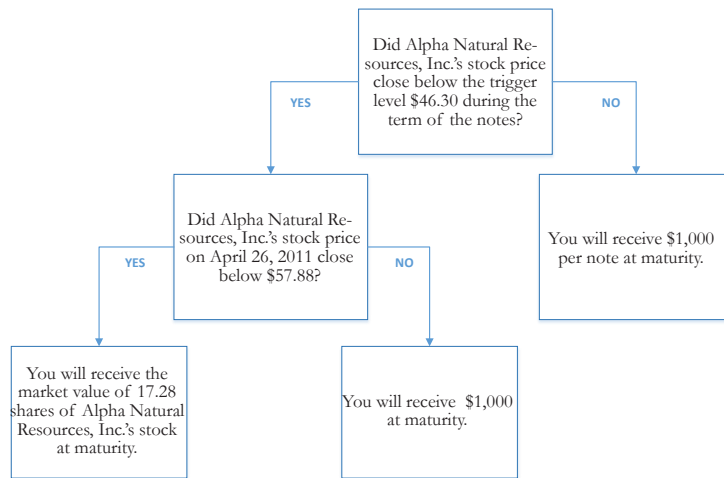 Did Alpha Natural Re-
sources, Inc.'s stock price
close below the trigger
level $46.30 during the
term of the notes?
YES
NO
Did Alpha Natural Re-
sources, Inc.'s stock price
on April 26, 2011 close
below $57.88?
You will receive $1,000
per note at maturity.
YES
NO
You will receive the
market value of 17.28
shares of Alpha Natural
Resources, Inc.'s stock
at maturity.
You will receive $1,000
at maturity.